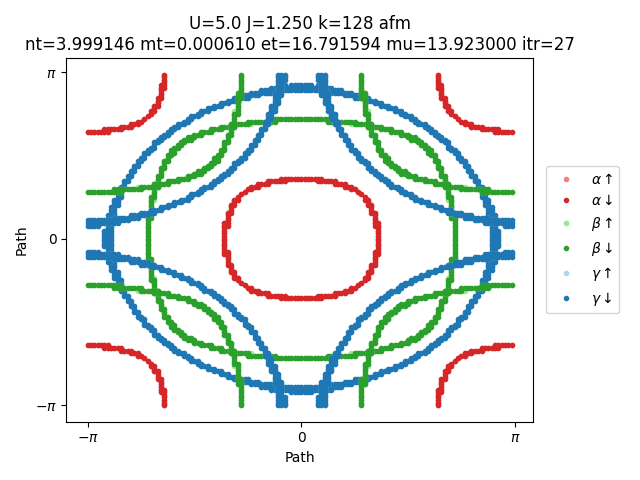 U=5.0 J=1.250 k=128 afm
nt=3.999146 mt=0.000610 et=16.791594 mu=13.923000 itr=27
π
0
−π
Path
−π
0
π
Path
α↑
α↓
β↑
β↓
γ↑
γ↓